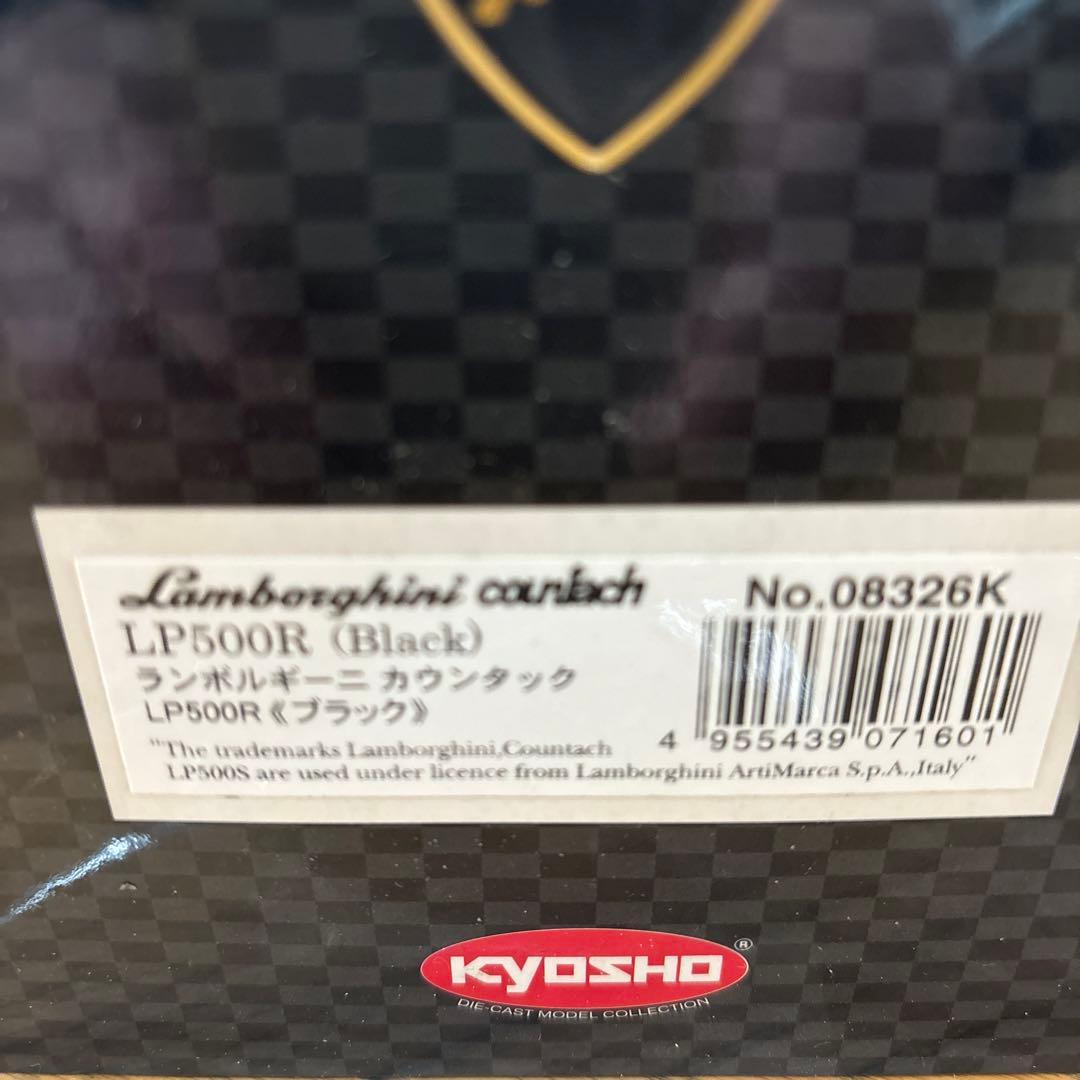 Lamborghini countach
No.08326K
LP500R (Black)
ランボルギーニ カウンタック
LP500R《ブラック》
"The trademarks Lamborghini,Countach
LP500S are used under licence from Lamborghini ArtiMarca S.p.A.,Italy"
4 955439 071601
KYOSHO ®
DIE-CAST MODEL COLLECTION